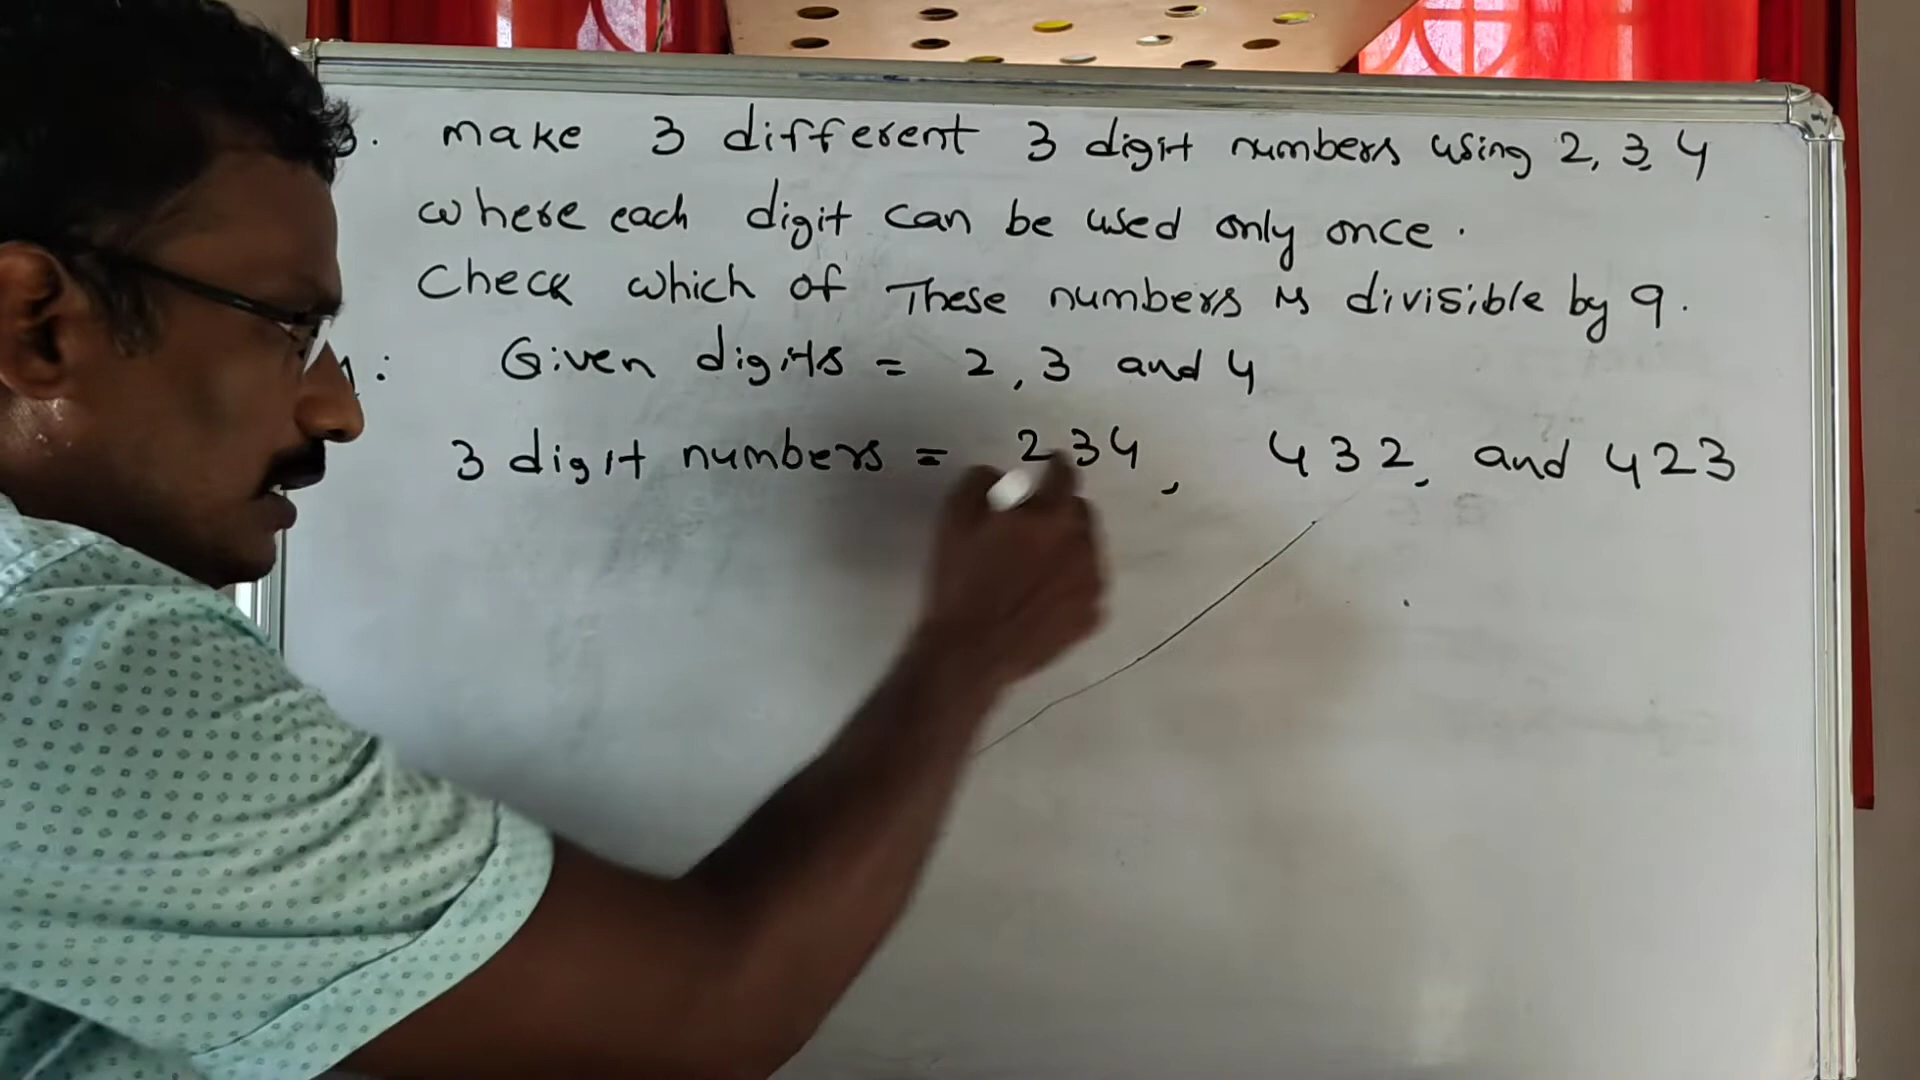 3. make 3 different 3 digit numbers using 2, 3, 4
where each digit can be used only once.
Check which of These numbers is divisible by 9.
: Given digits = 2, 3 and 4
3 digit numbers = 234, 432, and 423